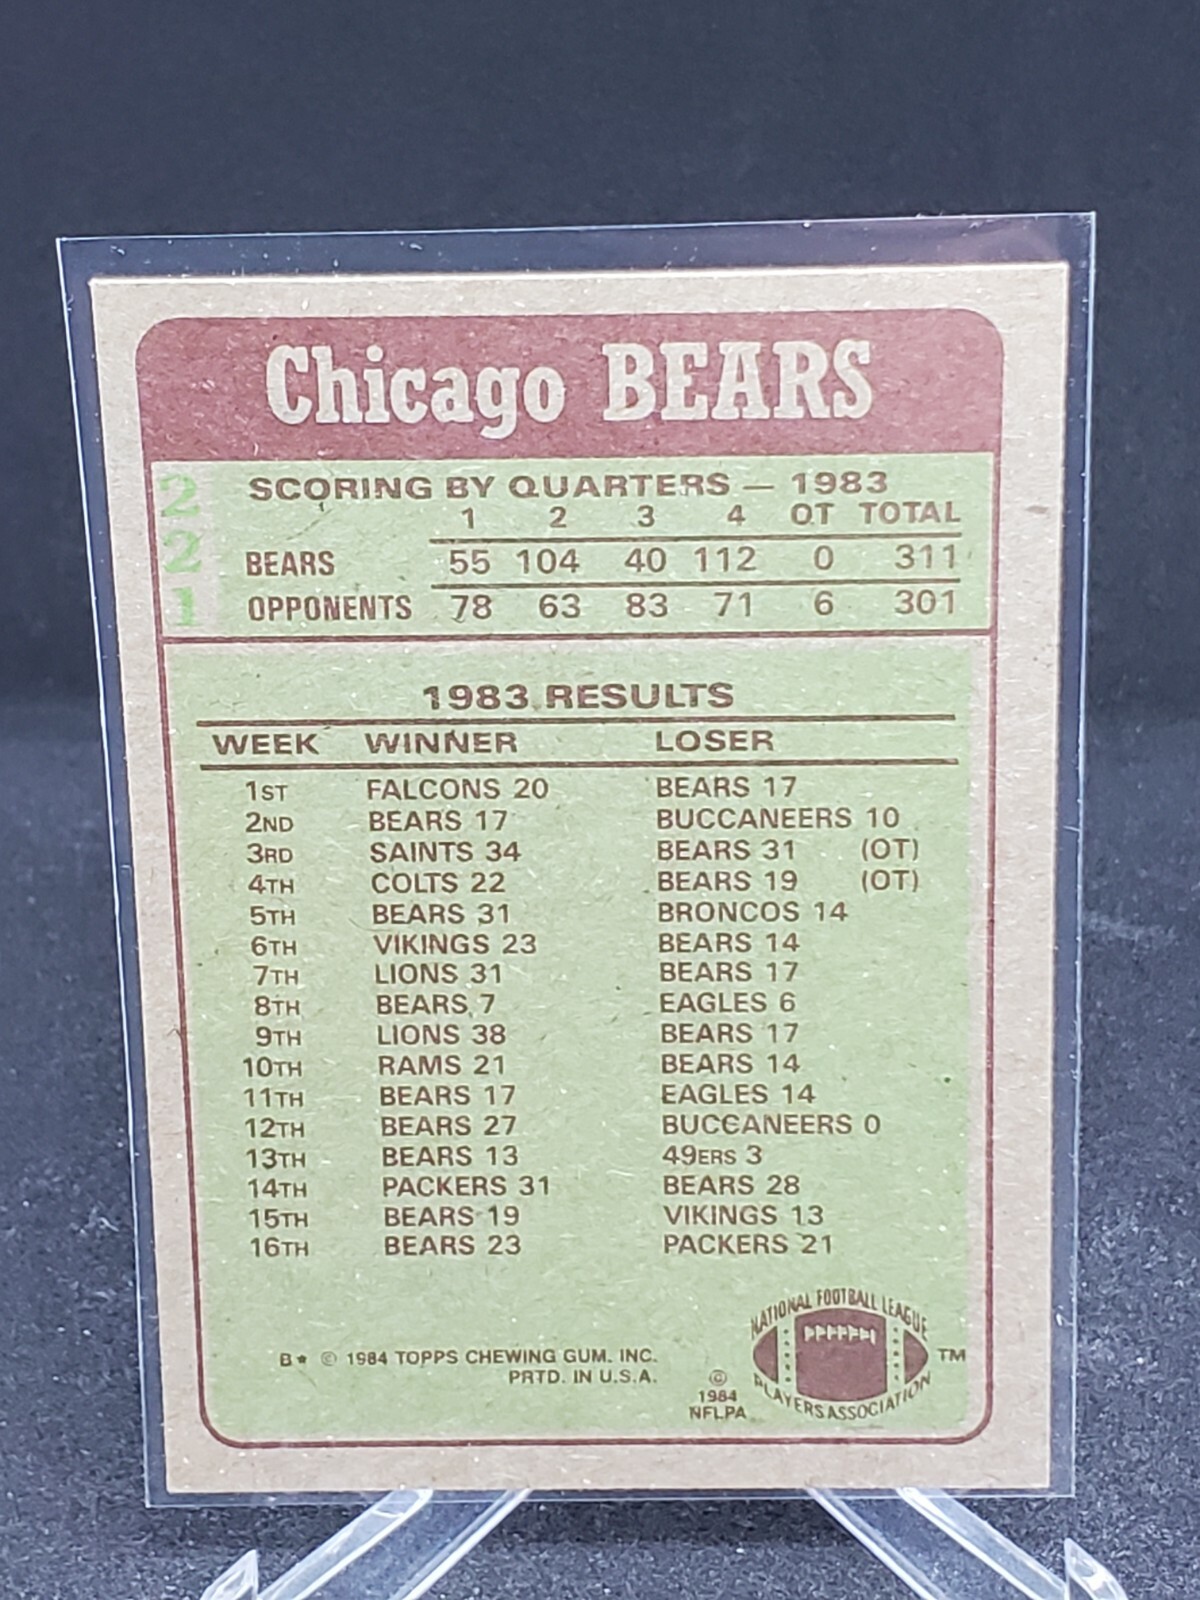 Chicago BEARS
2
2
1
SCORING BY QUARTERS — 1983
1 2 3 4 OT TOTAL
BEARS 55 104 40 112 0 311
OPPONENTS 78 63 83 71 6 301
1983 RESULTS
WEEK WINNER LOSER
1ST FALCONS 20 BEARS 17
2ND BEARS 17 BUCCANEERS 10
3RD SAINTS 34 BEARS 31 (OT)
4TH COLTS 22 BEARS 19 (OT)
5TH BEARS 31 BRONCOS 14
6TH VIKINGS 23 BEARS 14
7TH LIONS 31 BEARS 17
8TH BEARS 7 EAGLES 6
9TH LIONS 38 BEARS 17
10TH RAMS 21 BEARS 14
11TH BEARS 17 EAGLES 14
12TH BEARS 27 BUCCANEERS 0
13TH BEARS 13 49ERS 3
14TH PACKERS 31 BEARS 28
15TH BEARS 19 VIKINGS 13
16TH BEARS 23 PACKERS 21
B* © 1984 TOPPS CHEWING GUM, INC.
PRTD. IN U.S.A.
©
1984
NFLPA
NATIONAL FOOTBALL LEAGUE
PLAYERS ASSOCIATION
TM